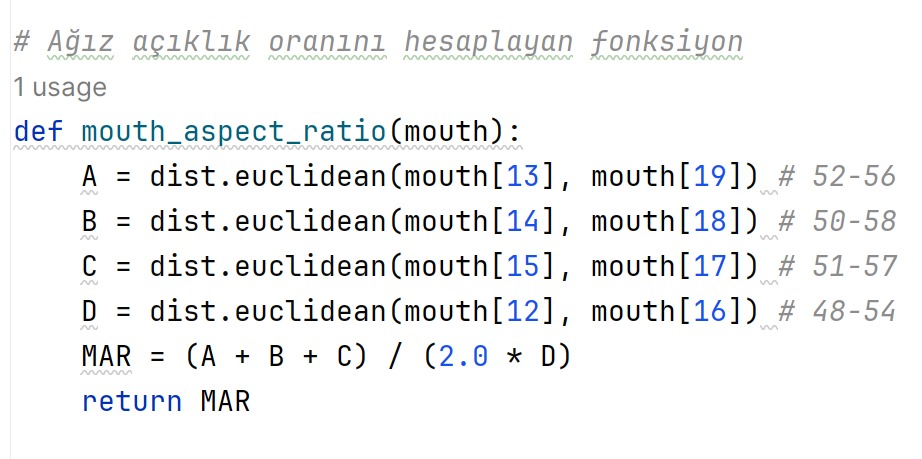 # Ağız açıklık oranını hesaplayan fonksiyon
1 usage
def mouth_aspect_ratio(mouth):
    A = dist.euclidean(mouth[13], mouth[19]) # 52-56
    B = dist.euclidean(mouth[14], mouth[18]) # 50-58
    C = dist.euclidean(mouth[15], mouth[17]) # 51-57
    D = dist.euclidean(mouth[12], mouth[16]) # 48-54
    MAR = (A + B + C) / (2.0 * D)
    return MAR